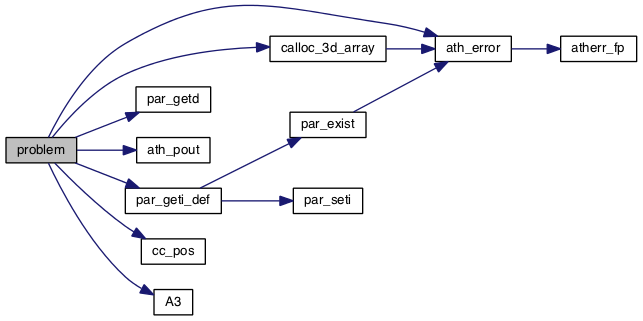 problem
calloc_3d_array
ath_error
atherr_fp
par_getd
par_exist
ath_pout
par_geti_def
par_seti
cc_pos
A3